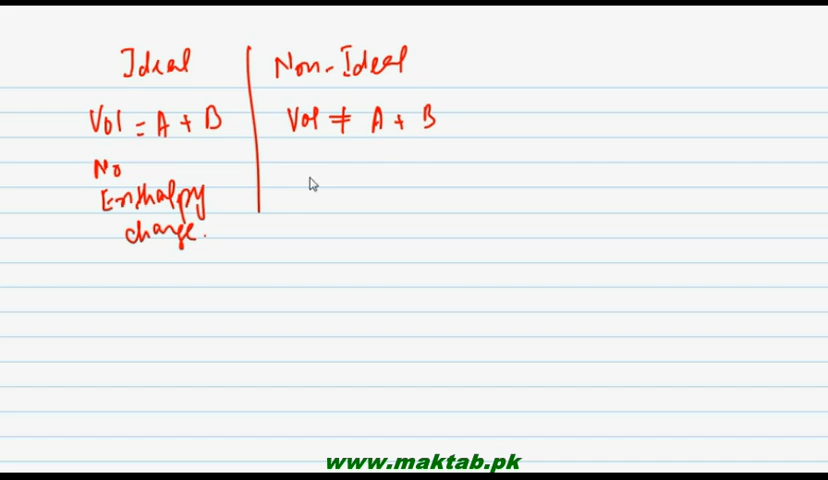 Ideal
Non-Ideal
Vol = A + B
Vol ≠ A + B
No
Enthalpy
change.
www.maktab.pk